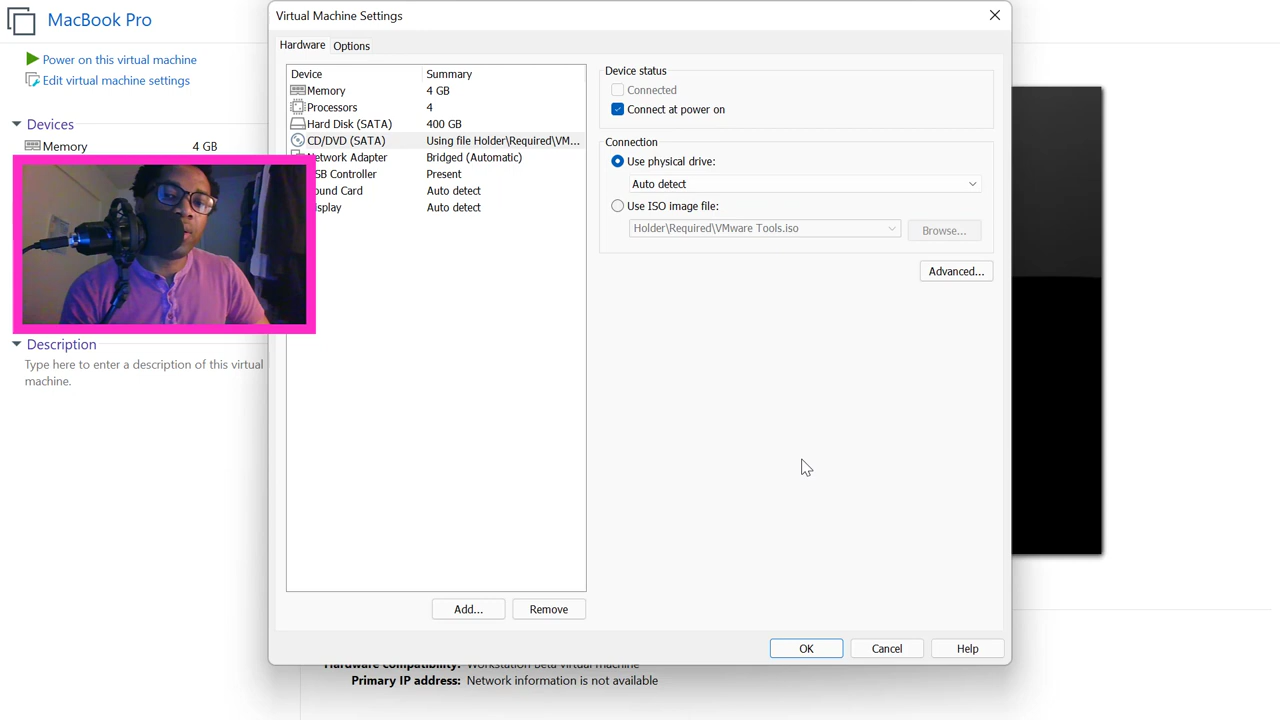 MacBook Pro
Power on this virtual machine
Edit virtual machine settings
Devices
Memory 4 GB
Description
Type here to enter a description of this virtual
machine.
Virtual Machine Settings
Hardware Options
Device Summary
Memory 4 GB
Processors 4
Hard Disk (SATA) 400 GB
CD/DVD (SATA) Using file Holder\Required\VM...
Network Adapter Bridged (Automatic)
SB Controller Present
ound Card Auto detect
isplay Auto detect
Add... Remove
Device status
Connected
Connect at power on
Connection
Use physical drive:
Auto detect
Use ISO image file:
Holder\Required\VMware Tools.iso Browse...
Advanced...
OK Cancel Help
Hardware compatibility: Workstation Beta virtual machine
Primary IP address: Network information is not available